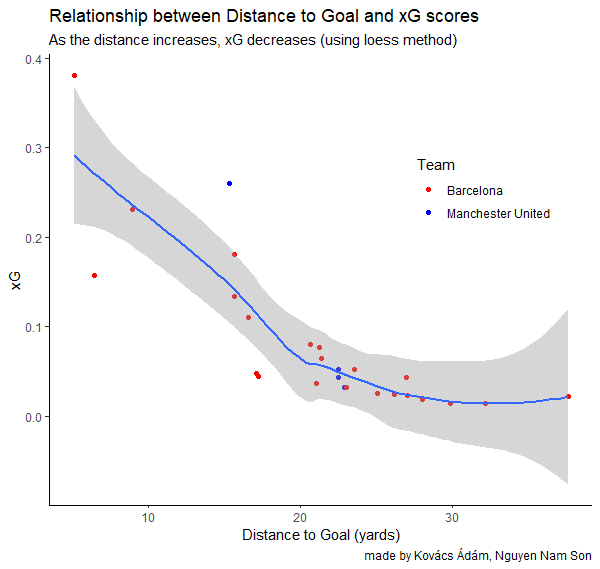 Relationship between Distance to Goal and xG scores
As the distance increases, xG decreases (using loess method)
0.4
0.3
0.2
0.1
0.0
xG
Team
Barcelona
Manchester United
10
20
30
Distance to Goal (yards)
made by Kovács Ádám, Nguyen Nam Son